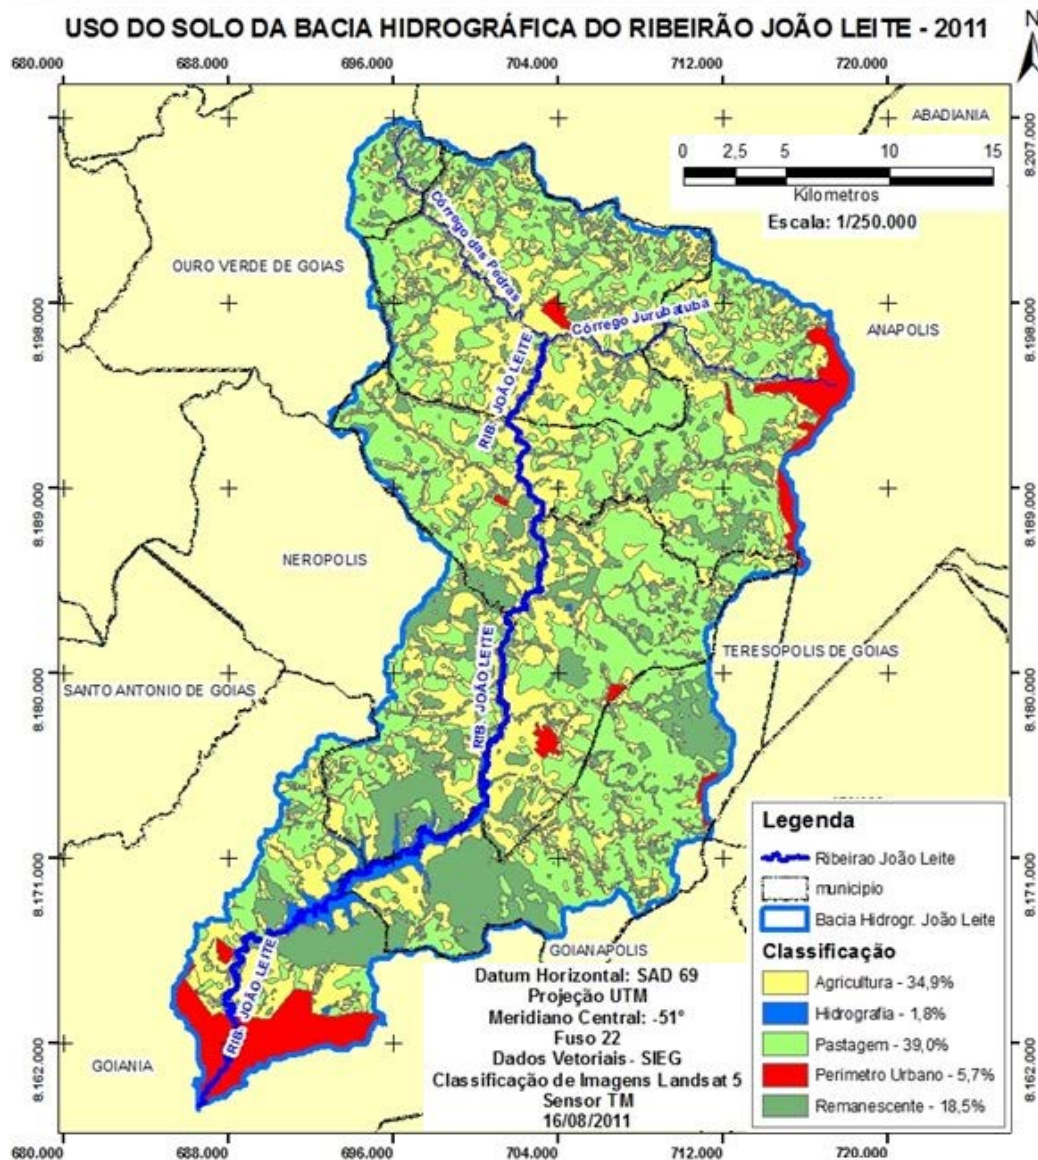 USO DO SOLO DA BACIA HIDROGRÁFICA DO RIBEIRÃO JOÃO LEITE - 2011
N
680.000 688.000 696.000 704.000 712.000 720.000
ABADIANIA
8.207.000
0 2,5 5 10 15
Kilometros
Escala: 1/250.000
Córrego das Pedras
OURO VERDE DE GOIAS
8.198.000 8.198.000
Córrego Jurubatuba
ANAPOLIS
RIB. JOÃO LEITE
8.189.000 8.189.000
NEROPOLIS
TERESOPOLIS DE GOIAS
RIB. JOÃO LEITE
SANTO ANTONIO DE GOIAS
8.180.000 8.180.000
Legenda
Ribeirao João Leite
municipio
Bacia Hidrogr. João Leite
8.171.000 8.171.000
Classificação
Agricultura - 34,9%
Hidrografia - 1,8%
Pastagem - 39,0%
Perímetro Urbano - 5,7%
Remanescente - 18,5%
GOIANAPOLIS
Datum Horizontal: SAD 69
Projeção UTM
Meridiano Central: -51°
Fuso 22
Dados Vetoriais - SIEG
Classificação de Imagens Landsat 5
Sensor TM
16/08/2011
RIB. JOÃO LEITE
GOIANIA
8.162.000 8.162.000
680.000 688.000 696.000 704.000 712.000 720.000